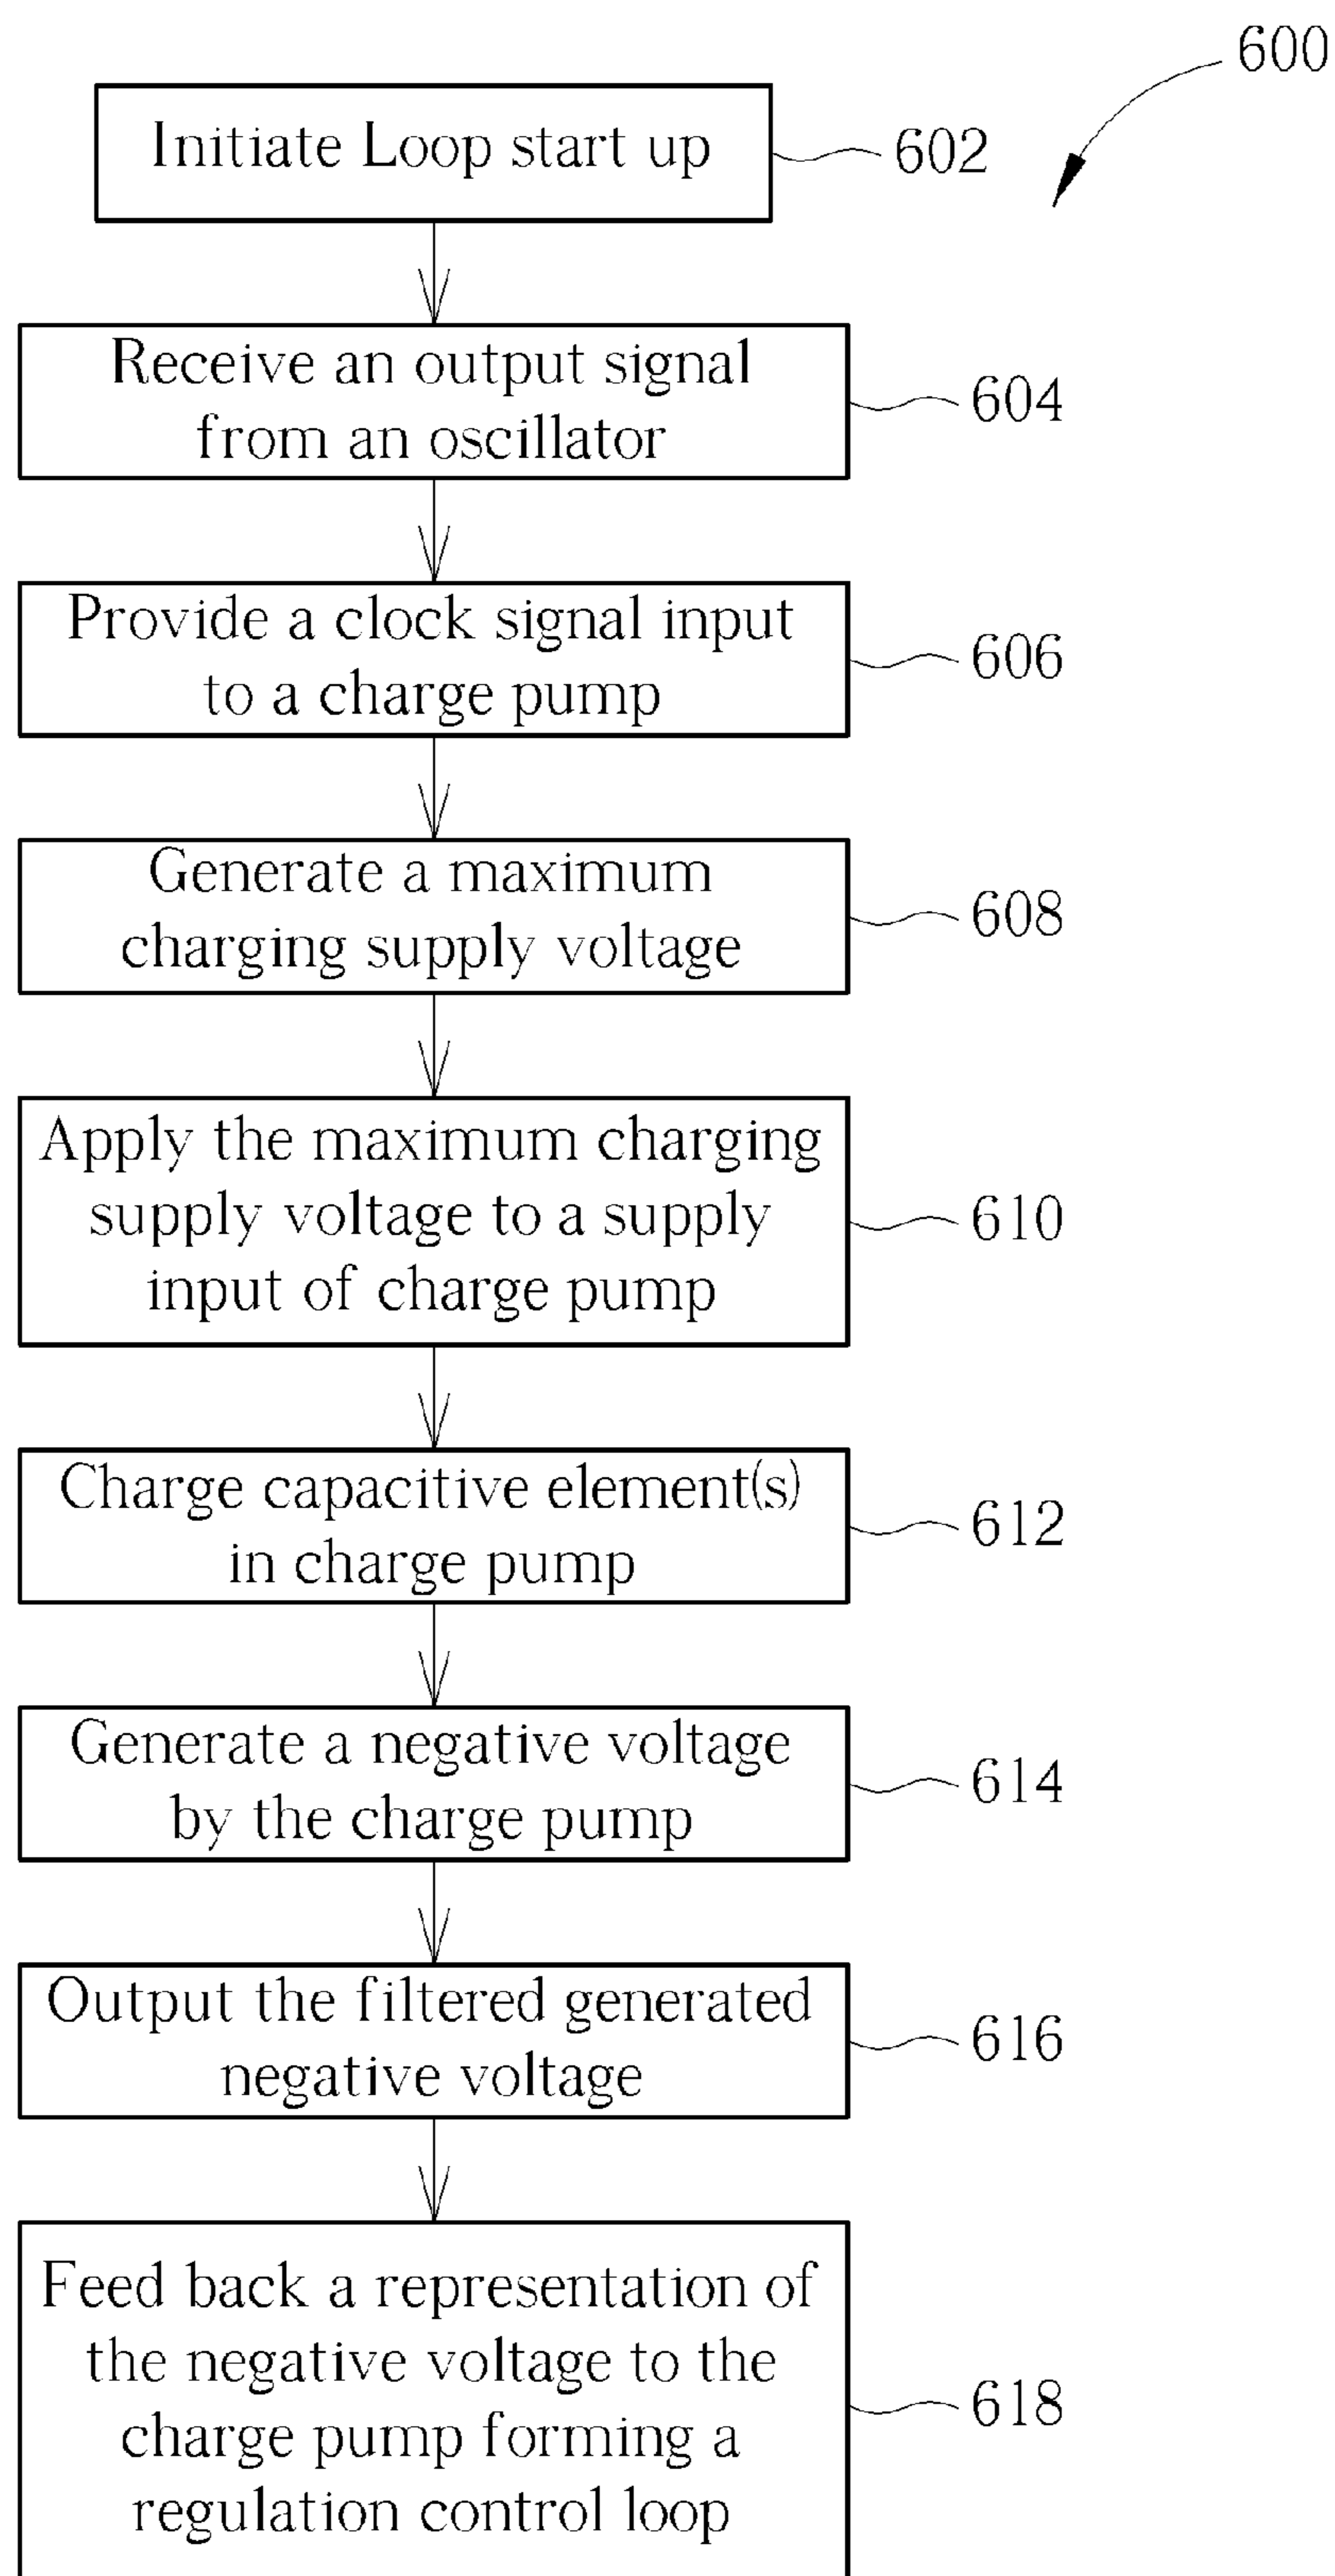 600
Initiate Loop start up
602
Receive an output signal
from an oscillator
604
Provide a clock signal input
to a charge pump
606
Generate a maximum
charging supply voltage
608
Apply the maximum charging
supply voltage to a supply
input of charge pump
610
Charge capacitive element(s)
in charge pump
612
Generate a negative voltage
by the charge pump
614
Output the filtered generated
negative voltage
616
Feed back a representation of
the negative voltage to the
charge pump forming a
regulation control loop
618